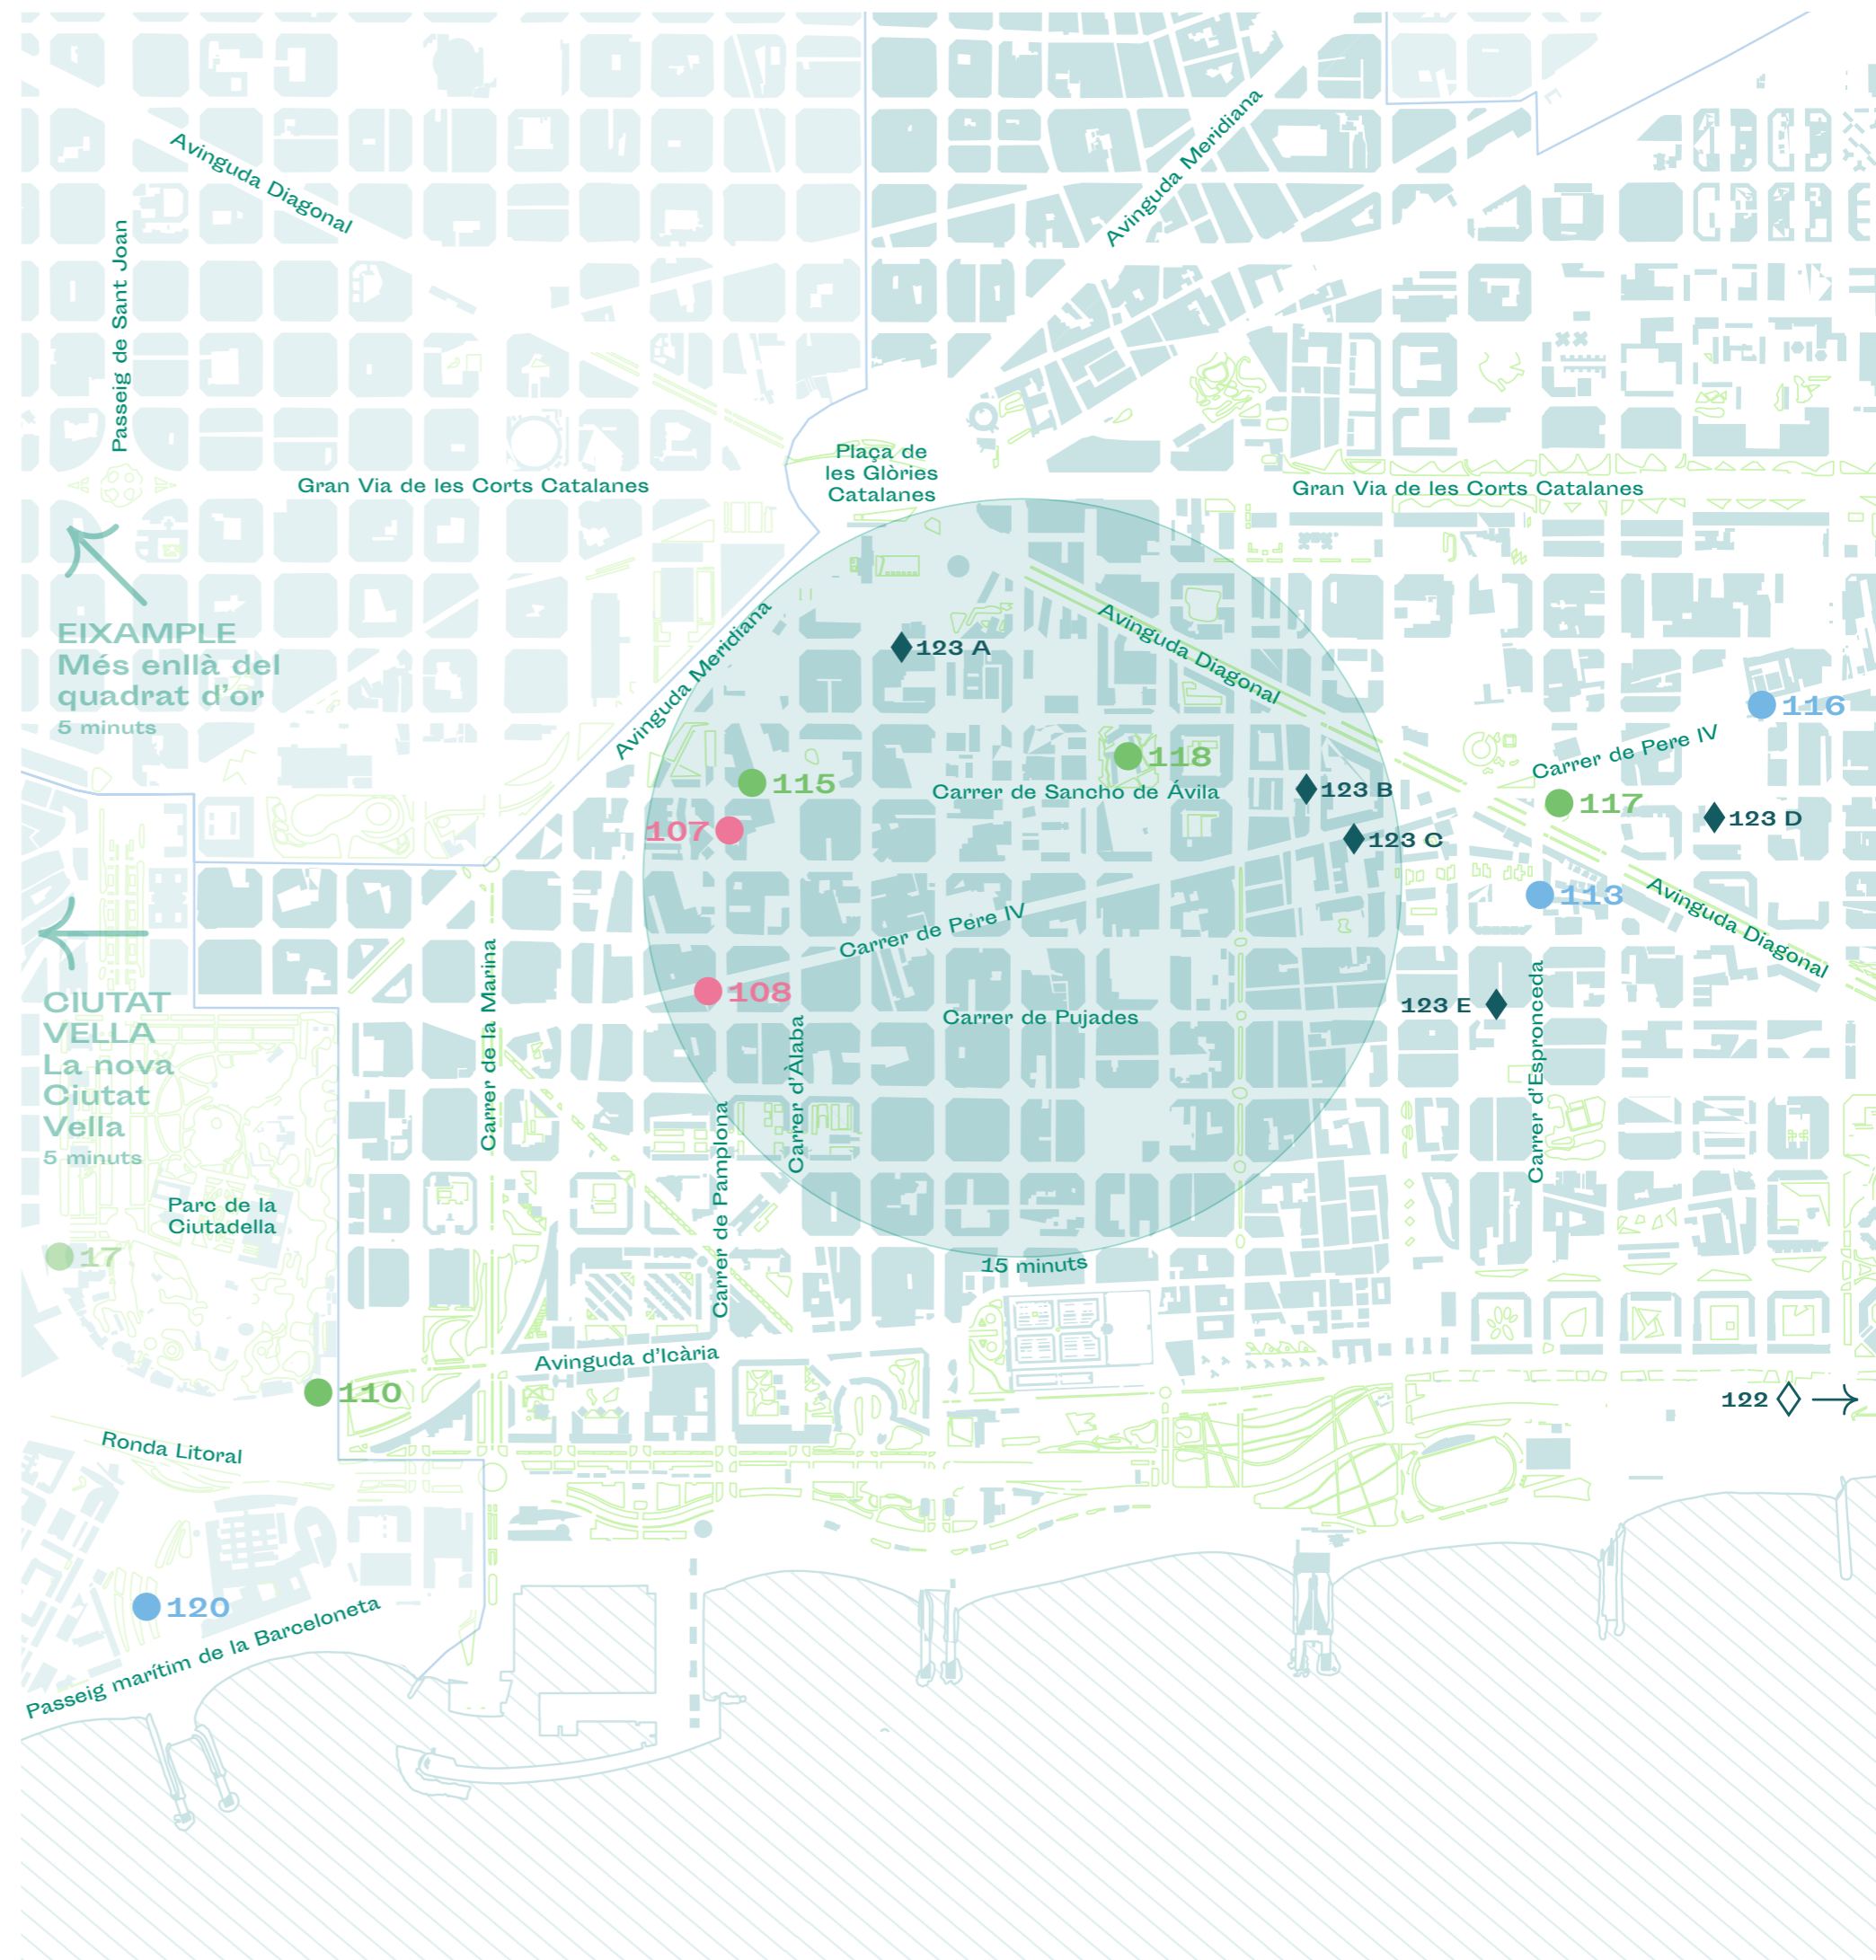 Avinguda Diagonal
Avinguda Meridiana
Passeig de Sant Joan
Plaça de
les Glòries
Catalanes
Gran Via de les Corts Catalanes
Gran Via de les Corts Catalanes
EIXAMPLE
Més enllà del
quadrat d'or
5 minuts
Avinguda Meridiana
123 A
Avinguda Diagonal
116
Carrer de Pere IV
115
118
Carrer de Sancho de Ávila
123 B
117
123 D
107
123 C
113
Avinguda Diagonal
Carrer de Pere IV
108
123 E
CIUTAT
VELLA
La nova
Ciutat
Vella
5 minuts
Carrer de la Marina
Carrer de Pujades
Carrer d'Àlaba
Carrer d'Espronceda
Carrer de Pamplona
Parc de la
Ciutadella
17
15 minuts
Avinguda d'Icària
110
122
Ronda Litoral
120
Passeig marítim de la Barceloneta